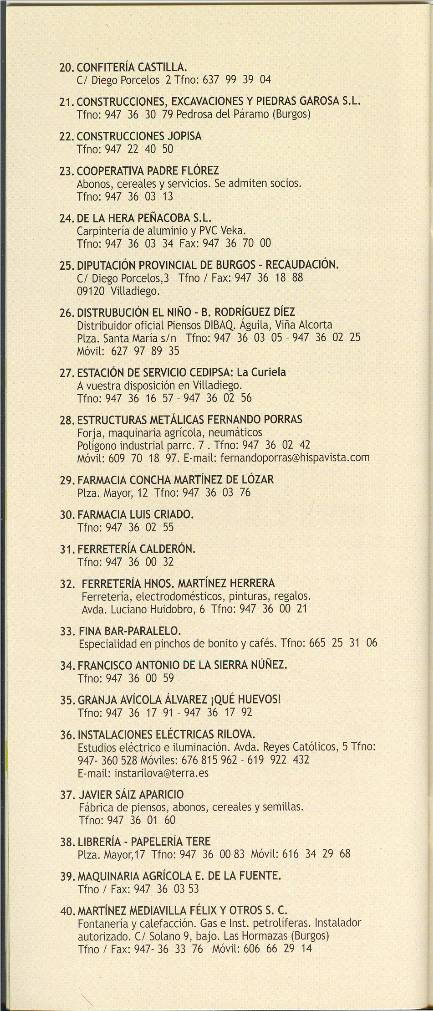 20. CONFITERÍA CASTILLA.
C/ Diego Porcelos 2 Tfno: 637 99 39 04
21. CONSTRUCCIONES, EXCAVACIONES Y PIEDRAS GAROSA S.L.
Tfno: 947 36 30 79 Pedrosa del Páramo (Burgos)
22. CONSTRUCCIONES JOPISA
Tfno: 947 22 40 50
23. COOPERATIVA PADRE FLÓREZ
Abonos, cereales y servicios. Se admiten socios.
Tfno: 947 36 03 13
24. DE LA HERA PEÑACOBA S.L.
Carpintería de aluminio y PVC Veka.
Tfno: 947 36 03 34 Fax: 947 36 70 00
25. DIPUTACIÓN PROVINCIAL DE BURGOS - RECAUDACIÓN.
C/ Diego Porcelos,3 Tfno / Fax: 947 36 18 88
09120 Villadiego.
26. DISTRUBUCIÓN EL NIÑO - B. RODRÍGUEZ DÍEZ
Distribuidor oficial Piensos DIBAQ. Aguila, Viña Alcorta
Plza. Santa María s/n Tfno: 947 36 03 05 - 947 36 02 25
Móvil: 627 97 89 35
27. ESTACIÓN DE SERVICIO CEDIPSA: La Curiela
A vuestra disposición en Villadiego.
Tfno: 947 36 16 57 - 947 36 02 56
28. ESTRUCTURAS METÁLICAS FERNANDO PORRAS
Forja, maquinaria agrícola, neumáticos
Polígono industrial parrc. 7 . Tfno: 947 36 02 42
Móvil: 609 70 18 97. E-mail: fernandoporras@hispavista.com
29. FARMACIA CONCHA MARTÍNEZ DE LÓZAR
Plza. Mayor, 12 Tfno: 947 36 03 76
30. FARMACIA LUIS CRIADO.
Tfno: 947 36 02 55
31. FERRETERÍA CALDERÓN.
Tfno: 947 36 00 32
32. FERRETERÍA HNOS. MARTÍNEZ HERRERA
Ferretería, electrodomésticos, pinturas, regalos.
Avda. Luciano Huidobro, 6 Tfno: 947 36 00 21
33. FINA BAR-PARALELO.
Especialidad en pinchos de bonito y cafés. Tfno: 665 25 31 06
34. FRANCISCO ANTONIO DE LA SIERRA NÚÑEZ.
Tfno: 947 36 00 59
35. GRANJA AVÍCOLA ÁLVAREZ ¡QUÉ HUEVOS!
Tfno: 947 36 17 91 - 947 36 17 92
36. INSTALACIONES ELÉCTRICAS RILOVA.
Estudios eléctrico e iluminación. Avda. Reyes Católicos, 5 Tfno:
947- 360 528 Móviles: 676 815 962 - 619 922 432
E-mail: instarilova@terra.es
37. JAVIER SÁIZ APARICIO
Fábrica de piensos, abonos, cereales y semillas.
Tfno: 947 36 01 60
38. LIBRERÍA - PAPELERÍA TERE
Plza. Mayor,17 Tfno: 947 36 00 83 Móvil: 616 34 29 68
39. MAQUINARIA AGRÍCOLA E. DE LA FUENTE.
Tfno / Fax: 947 36 03 53
40. MARTÍNEZ MEDIAVILLA FÉLIX Y OTROS S. C.
Fontanería y calefacción. Gas e Inst. petrolíferas. Instalador
autorizado. C/ Solano 9, bajo. Las Hormazas (Burgos)
Tfno / Fax: 947- 36 33 76 Móvil: 606 66 29 14